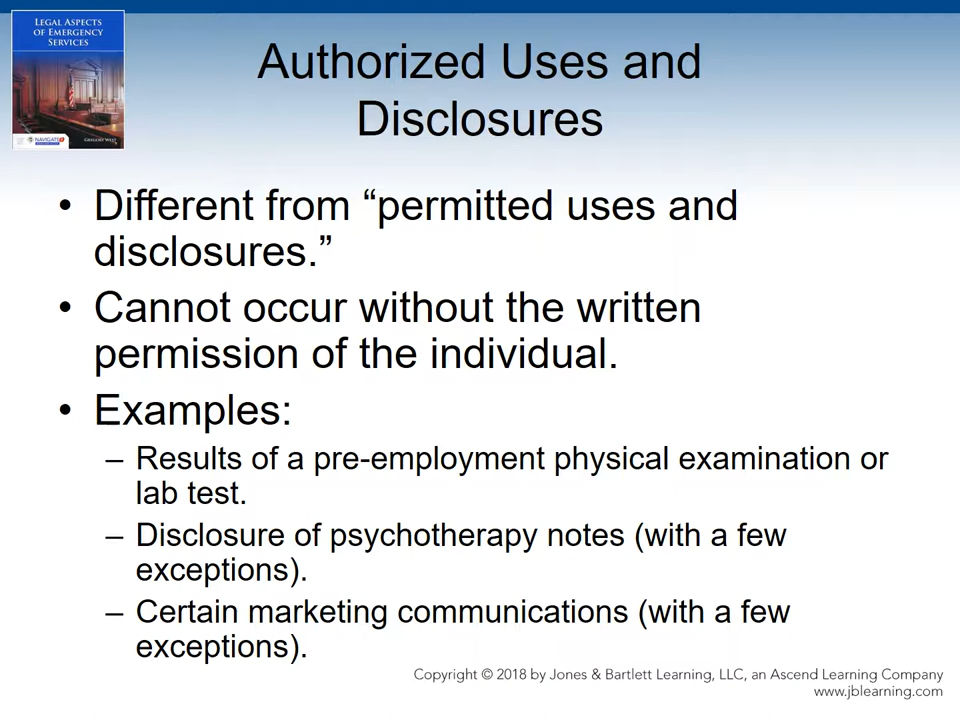 LEGAL ASPECTS
OF EMERGENCY
SERVICES
NAVIGATE
GREGORY WEST
Authorized Uses and
Disclosures
• Different from “permitted uses and
disclosures.”
• Cannot occur without the written
permission of the individual.
• Examples:
– Results of a pre-employment physical examination or
lab test.
– Disclosure of psychotherapy notes (with a few
exceptions).
– Certain marketing communications (with a few
exceptions).
Copyright © 2018 by Jones & Bartlett Learning, LLC, an Ascend Learning Company
www.jblearning.com